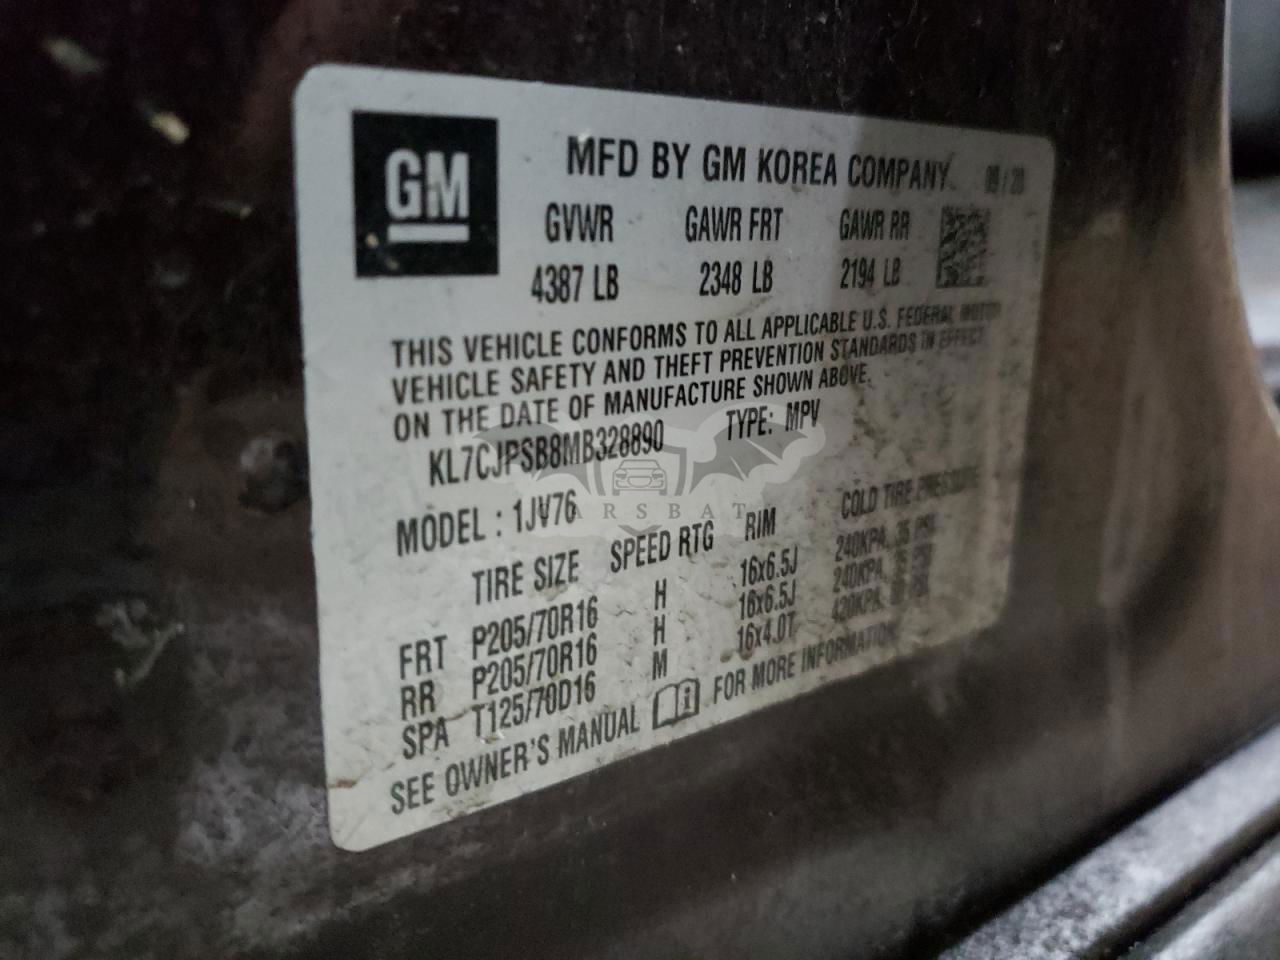 GM
MFD BY GM KOREA COMPANY 09/20
GVWR GAWR FRT GAWR RR
4387 LB 2348 LB 2194 LB
THIS VEHICLE CONFORMS TO ALL APPLICABLE U.S. FEDERAL MOTOR
VEHICLE SAFETY AND THEFT PREVENTION STANDARDS IN EFFECT
ON THE DATE OF MANUFACTURE SHOWN ABOVE.
KL7CJPSB8MB328890 TYPE: MPV
CARSBAT
MODEL : 1JV76
TIRE SIZE SPEED RTG RIM COLD TIRE PRESSURE
FRT P205/70R16 H 16x6.5J 240KPA, 35 PSI
RR P205/70R16 H 16x6.5J 240KPA, 35 PSI
SPA T125/70D16 M 16x4.0T 420KPA, PSI
SEE OWNER'S MANUAL FOR MORE INFORMATION